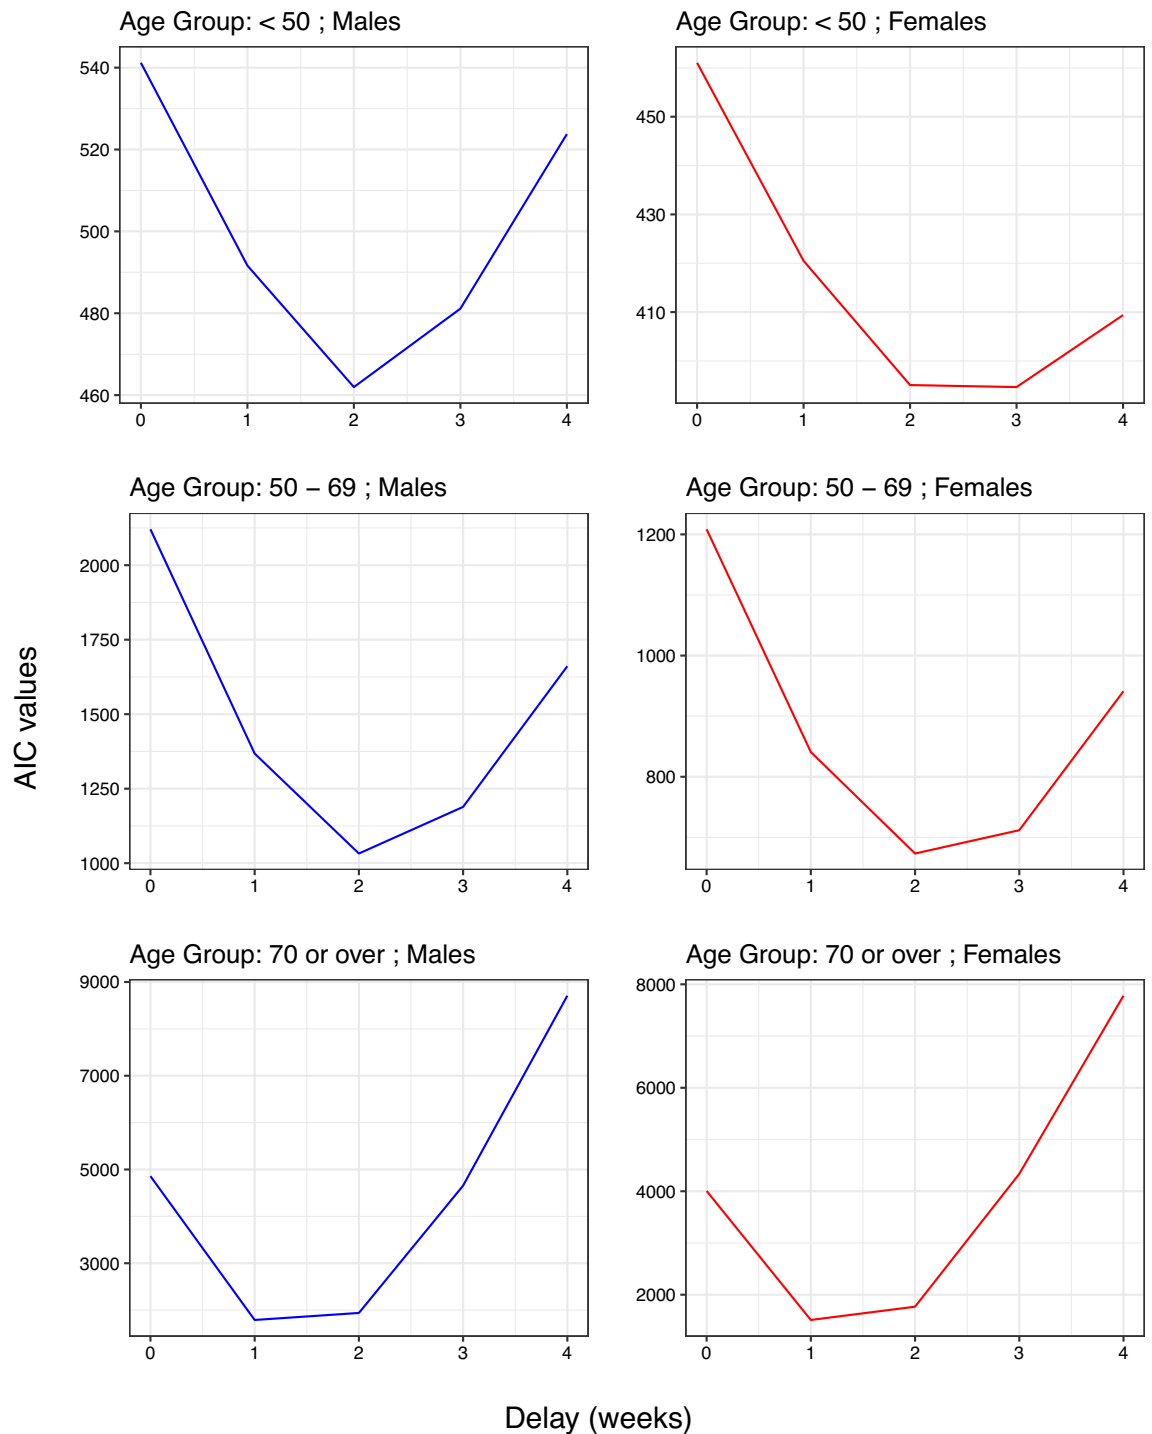 Age Group: < 50 ; Males
540
520
500
480
460
0 1 2 3 4
Age Group: < 50 ; Females
450
430
410
0 1 2 3 4
Age Group: 50 – 69 ; Males
2000
1750
1500
1250
1000
0 1 2 3 4
Age Group: 50 – 69 ; Females
1200
1000
800
0 1 2 3 4
Age Group: 70 or over ; Males
9000
7000
5000
3000
0 1 2 3 4
Age Group: 70 or over ; Females
8000
6000
4000
2000
0 1 2 3 4
AIC values
Delay (weeks)